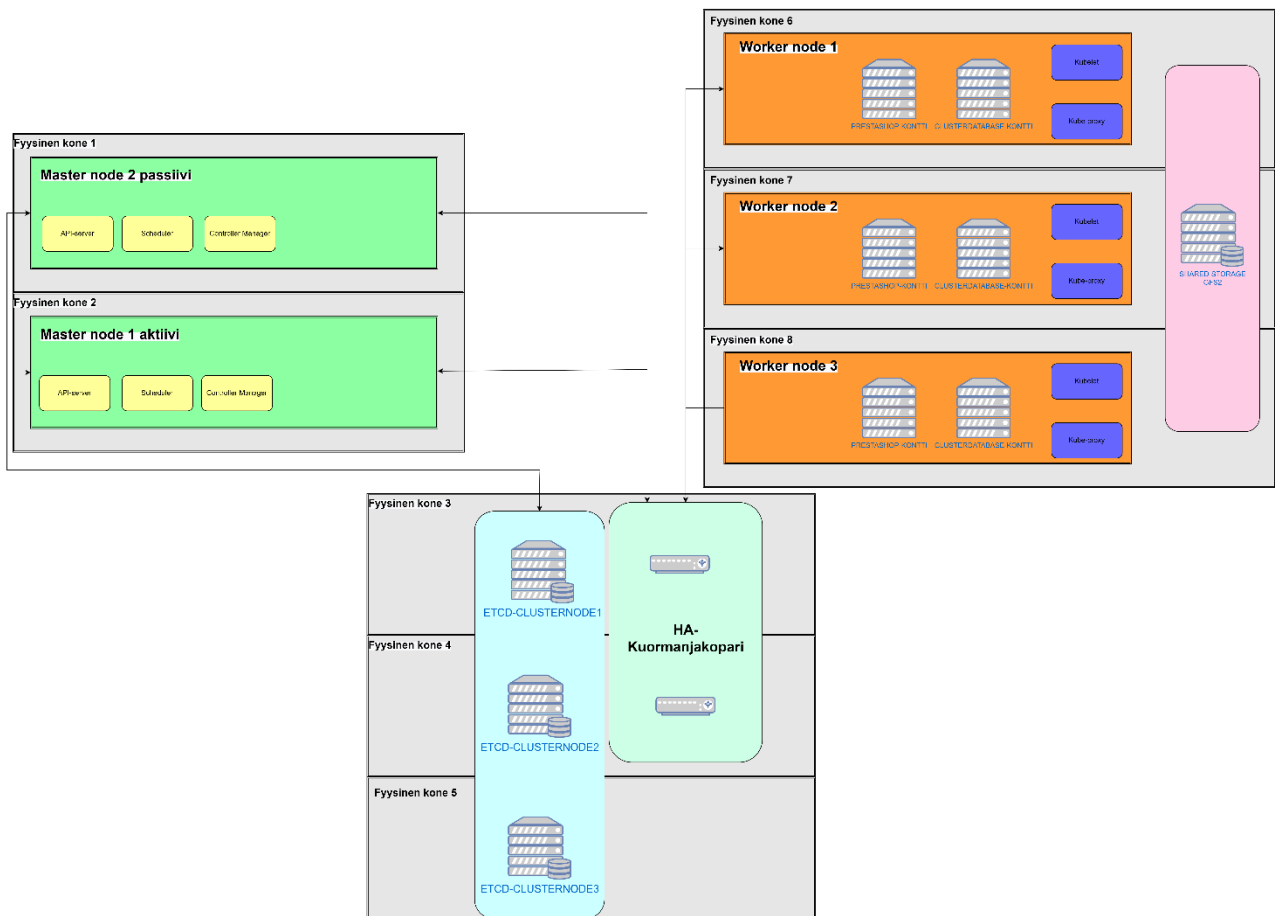 Fyysinen kone 1
Master node 2 passiivi
API-server
Scheduler
Controller Manager
Fyysinen kone 2
Master node 1 aktiivi
API-server
Scheduler
Controller Manager
Fyysinen kone 6
Worker node 1
Kubelet
Kube-proxy
PRESTASHOP-KONTTI
CLUSTERDATABASE-KONTTI
Fyysinen kone 7
Worker node 2
Kubelet
Kube-proxy
PRESTASHOP-KONTTI
CLUSTERDATABASE-KONTTI
Fyysinen kone 8
Worker node 3
Kubelet
Kube-proxy
PRESTASHOP-KONTTI
CLUSTERDATABASE-KONTTI
SHARED STORAGE
GFS2
Fyysinen kone 3
ETCD-CLUSTERNODE1
HA-
Kuormanjakopari
Fyysinen kone 4
ETCD-CLUSTERNODE2
Fyysinen kone 5
ETCD-CLUSTERNODE3